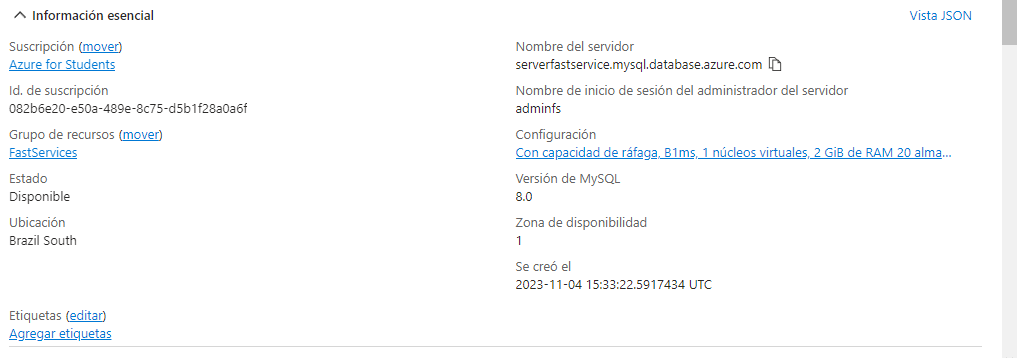 Información esencial
Vista JSON
Suscripción (mover)
Azure for Students
Id. de suscripción
082b6e20-e50a-489e-8c75-d5b1f28a0a6f
Grupo de recursos (mover)
FastServices
Estado
Disponible
Ubicación
Brazil South
Nombre del servidor
serverfastservice.mysql.database.azure.com
Nombre de inicio de sesión del administrador del servidor
adminfs
Configuración
Con capacidad de ráfaga, B1ms, 1 núcleos virtuales, 2 GiB de RAM 20 alma...
Versión de MySQL
8.0
Zona de disponibilidad
1
Se creó el
2023-11-04 15:33:22.5917434 UTC
Etiquetas (editar)
Agregar etiquetas